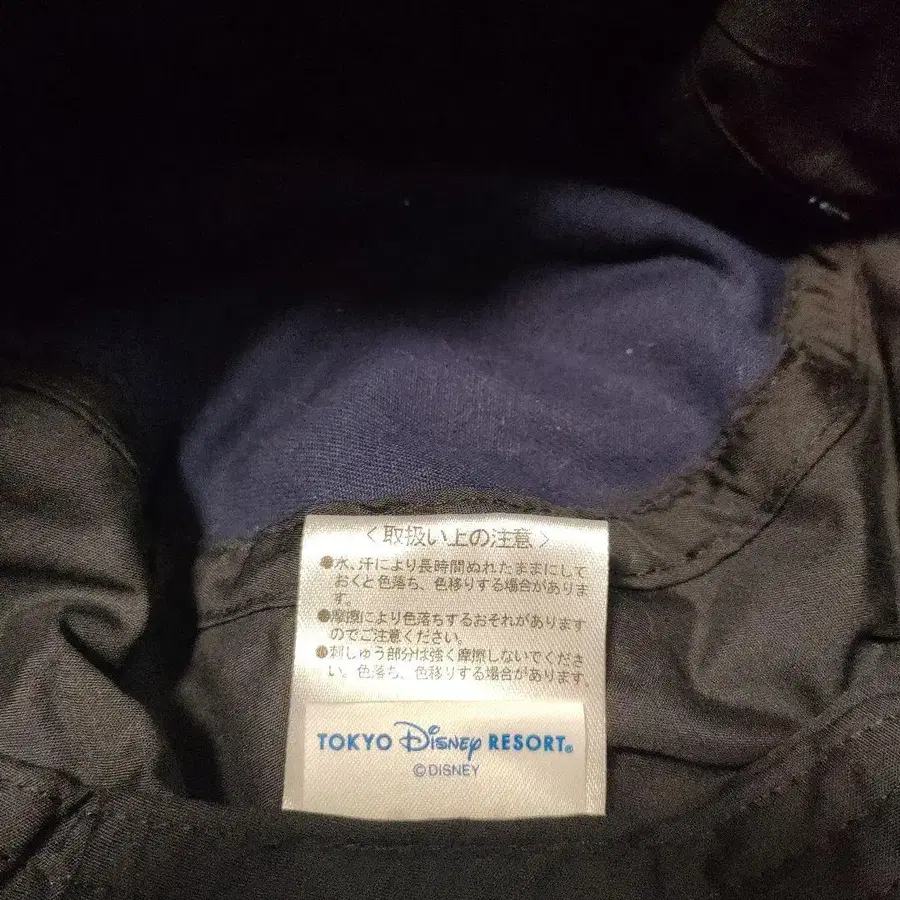 〈取扱い上の注意〉
●水、汗により長時間ぬれたままにして
おくと色落ち、色移りする場合がありま
す。
●摩擦により色落ちするおそれがあります
のでご注意ください。
●刺しゅう部分は強く摩擦しないでくださ
い。色落ち、色移りする場合があります
TOKYO Disney RESORT®
©DISNEY